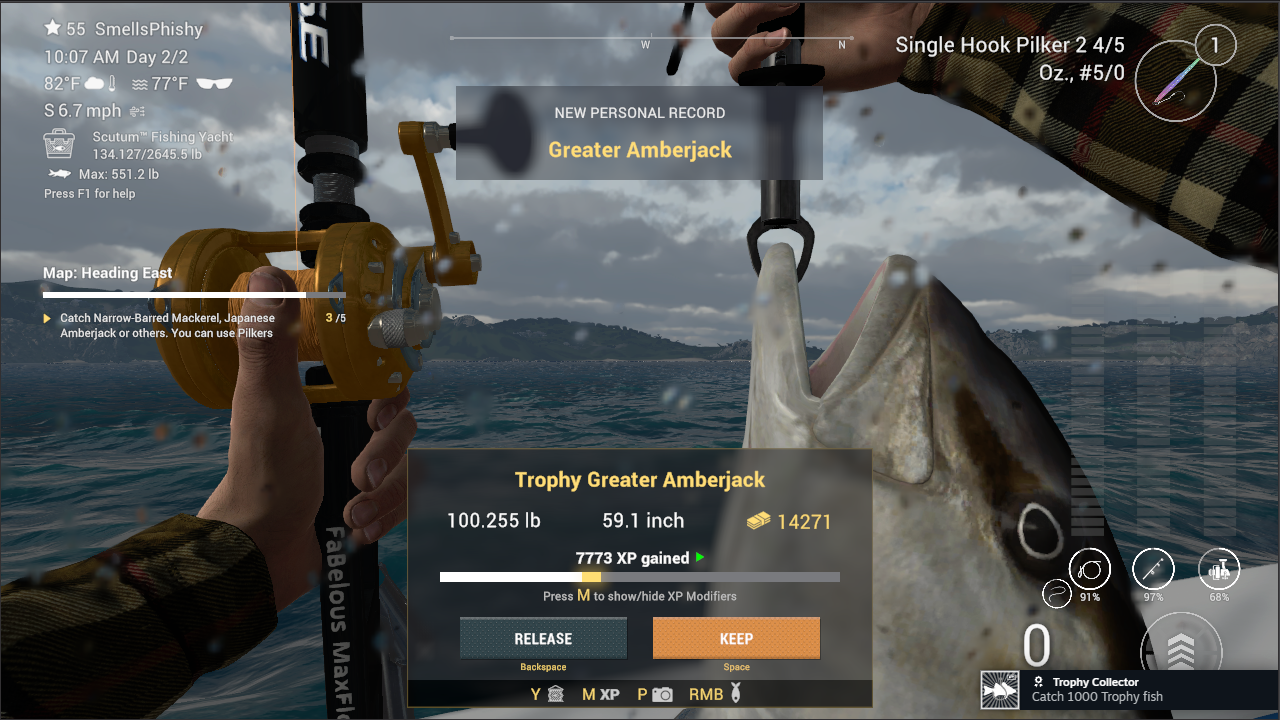 55 SmellsPhishy
10:07 AM Day 2/2
82°F 77°F
S 6.7 mph
Scutum™ Fishing Yacht
134.127/2645.5 lb
Max: 551.2 lb
Press F1 for help
W N
Single Hook Pilker 2 4/5
Oz., #5/0
1
NEW PERSONAL RECORD
Greater Amberjack
Map: Heading East
Catch Narrow-Barred Mackerel, Japanese
Amberjack or others. You can use Pilkers
3 /5
FaBelous MaxFlo
Trophy Greater Amberjack
100.255 lb 59.1 inch 14271
7773 XP gained
Press M to show/hide XP Modifiers
RELEASE KEEP
Backspace Space
Y M XP P RMB
91% 97% 68%
0
Trophy Collector
Catch 1000 Trophy fish